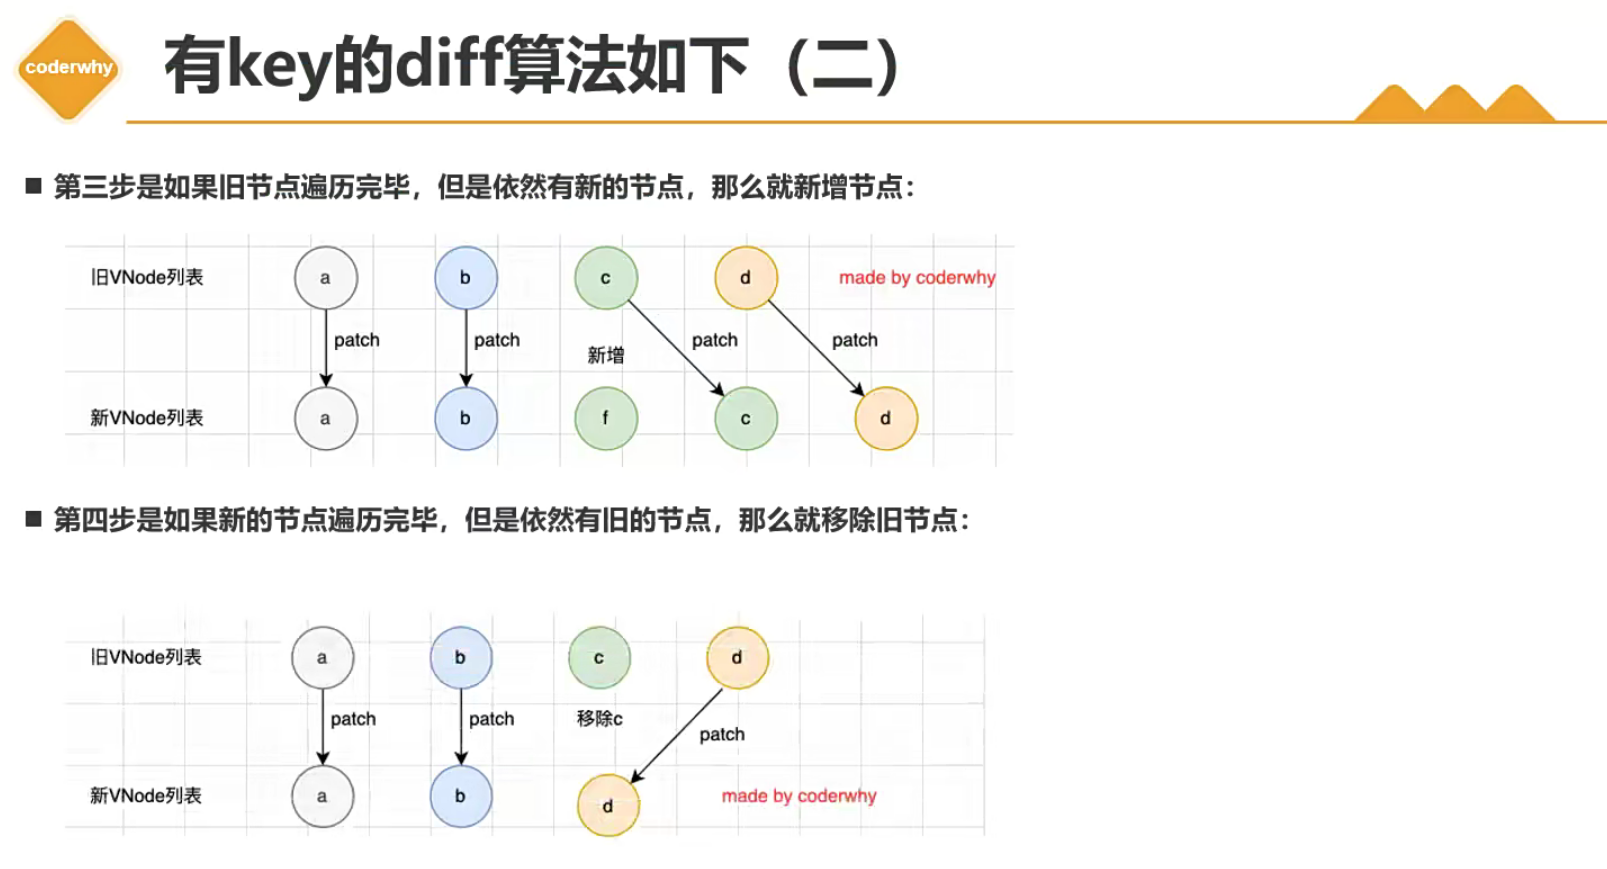 coderwhy
有key的diff算法如下（二）
■ 第三步是如果旧节点遍历完毕，但是依然有新的节点，那么就新增节点：
旧VNode列表 a b c d made by coderwhy
patch patch 新增 patch patch
新VNode列表 a b f c d
■ 第四步是如果新的节点遍历完毕，但是依然有旧的节点，那么就移除旧节点：
旧VNode列表 a b c d
patch patch 移除c patch
新VNode列表 a b d made by coderwhy